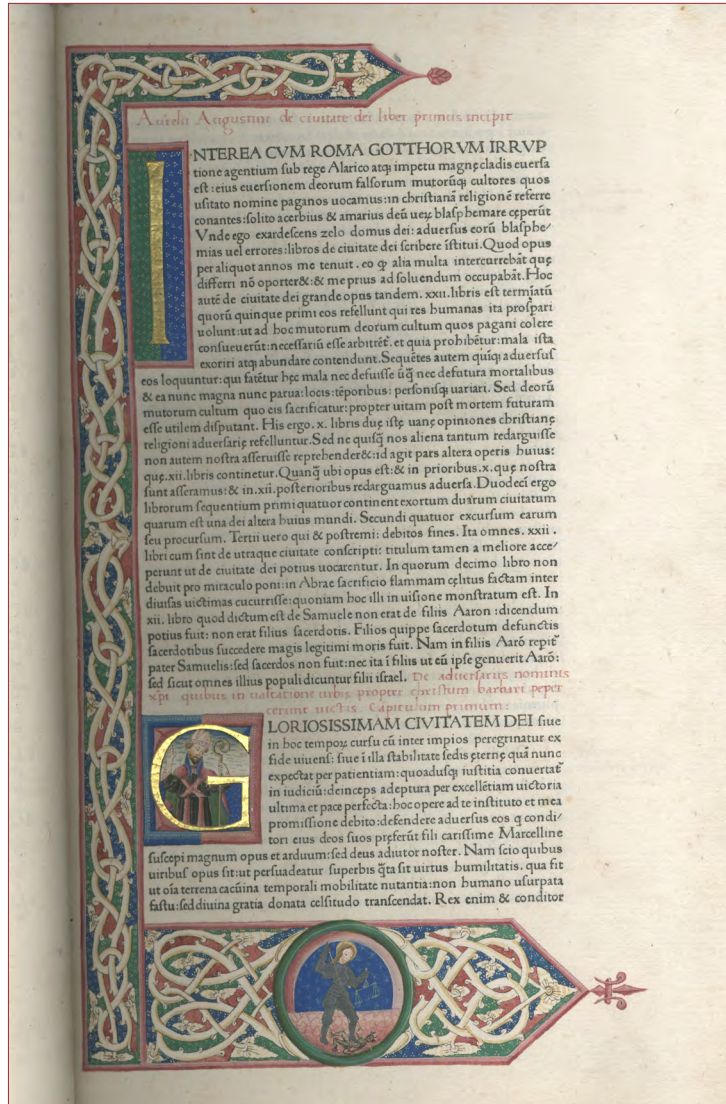 Aurelii Augustini de ciuitate dei liber primus incipit
INTEREA CVM ROMA GOTTHORVM IRRVP
tione agentium sub rege Alarico atqꝫ impetu magnę cladis euersa
est: eius euersionem deorum falsorum mutorūqꝫ cultores quos
usitato nomine paganos uocamus: in christianā religionē referre
conantes: solito acerbius & amarius deū ueꝝ blasphemare cęperūt
Vnde ego exardescens zelo domus dei: aduersus eorū blasphe/
mias uel errores: libros de ciuitate dei scribere īstitui. Quod opus
per aliquot annos me tenuit. eo ꝙ alia multa intercurrebāt quę
differri nō oporter&: & me prius ad soluendum occupabāt. Hoc
autē de ciuitate dei grande opus tandem. xxii. libris est termīatū
quorū quinque primi eos refellunt qui res humanas ita prosꝑari
uolunt: ut ad hoc mutorum deorum cultum quos pagani colere
consueuerūt: necessariū esse arbitrēt᷑. et quia prohibētur: mala ista
exoriri atqꝫ abundare contendunt. Sequētes autem quīqꝫ aduersus
eos loquuntur: qui fatētur hęc mala nec defuisse ūq̄ nec defutura mortalibus
& ea nunc magna nunc parua: locis: tēporibus: personisqꝫ uariari. Sed deorū
mutorum cultum quo eis sacrificatur: propter uitam post mortem futuram
esse utilem disputant. His ergo. x. libris duę istę uanę opiniones christianę
religioni aduersarię refelluntur. Sed ne quisq̄ nos aliena tantum redarguisse
non autem nostra asseruisse reprehender&: id agit pars altera operis huius:
quę. xii. libris continetur. Quanq̄ ubi opus est: & in prioribus. x. quę nostra
sunt asseramus: & in. xii. posterioribus redarguamus aduersa. Duodecī ergo
librorum sequentium primi quatuor continent exortum duarum ciuitatum
quarum est una dei altera huius mundi. Secundi quatuor excursum earum
seu procursum. Tertii uero qui & postremi: debitos fines. Ita omnes. xxii.
libri cum sint de utraque ciuitate conscripti: titulum tamen a meliore acce/
perunt ut de ciuitate dei potius uocarentur. In quorum decimo libro non
debuit pro miraculo poni: in Abrae sacrificio flammam cęlitus factam inter
diuisas uictimas cucurrisse: quoniam hoc illi in uisione monstratum est. In
xii. libro quod dictum est de Samuele non erat de filiis Aaron: dicendum
potius fuit: non erat filius sacerdotis. Filios quippe sacerdotum defunctis
sacerdotibus succedere magis legitimi moris fuit. Nam in filiis Aarō repit᷑
pater Samuelis: sed sacerdos non fuit: nec ita ī filiis ut eū ipse genuerit Aarō:
sed sicut omnes illius populi dicuntur filii israel. De aduersariis nominis
xp̄i quibus in uastatione urbis propter christum barbari peper
cerunt uictis. Capitulum primum:
GLORIOSISSIMAM CIVITATEM DEI siue
in hoc tempoꝝ cursu cū inter impios peregrinatur ex
fide uiuens: siue ī illa stabilitate sedis ęternę quā nunc
expectat per patientiam: quoadusqꝫ iustitia conuertat᷑
in iudiciū: deinceps adeptura per excellētiam uictoria
ultima et pace perfecta: hoc opere ad te instituto et mea
promissione debito: defendere aduersus eos q condi/
tori eius deos suos pręferūt fili carissime Marcelline
suscepi magnum opus et arduum: sed deus adiutor noster. Nam scio quibus
uiribus opus sit: ut persuadeatur superbis q̄ta sit uirtus humilitatis. qua fit
ut oīa terrena cacūina temporali mobilitate nutantia: non humano usurpata
fastu: sed diuina gratia donata celsitudo transcendat. Rex enim & conditor